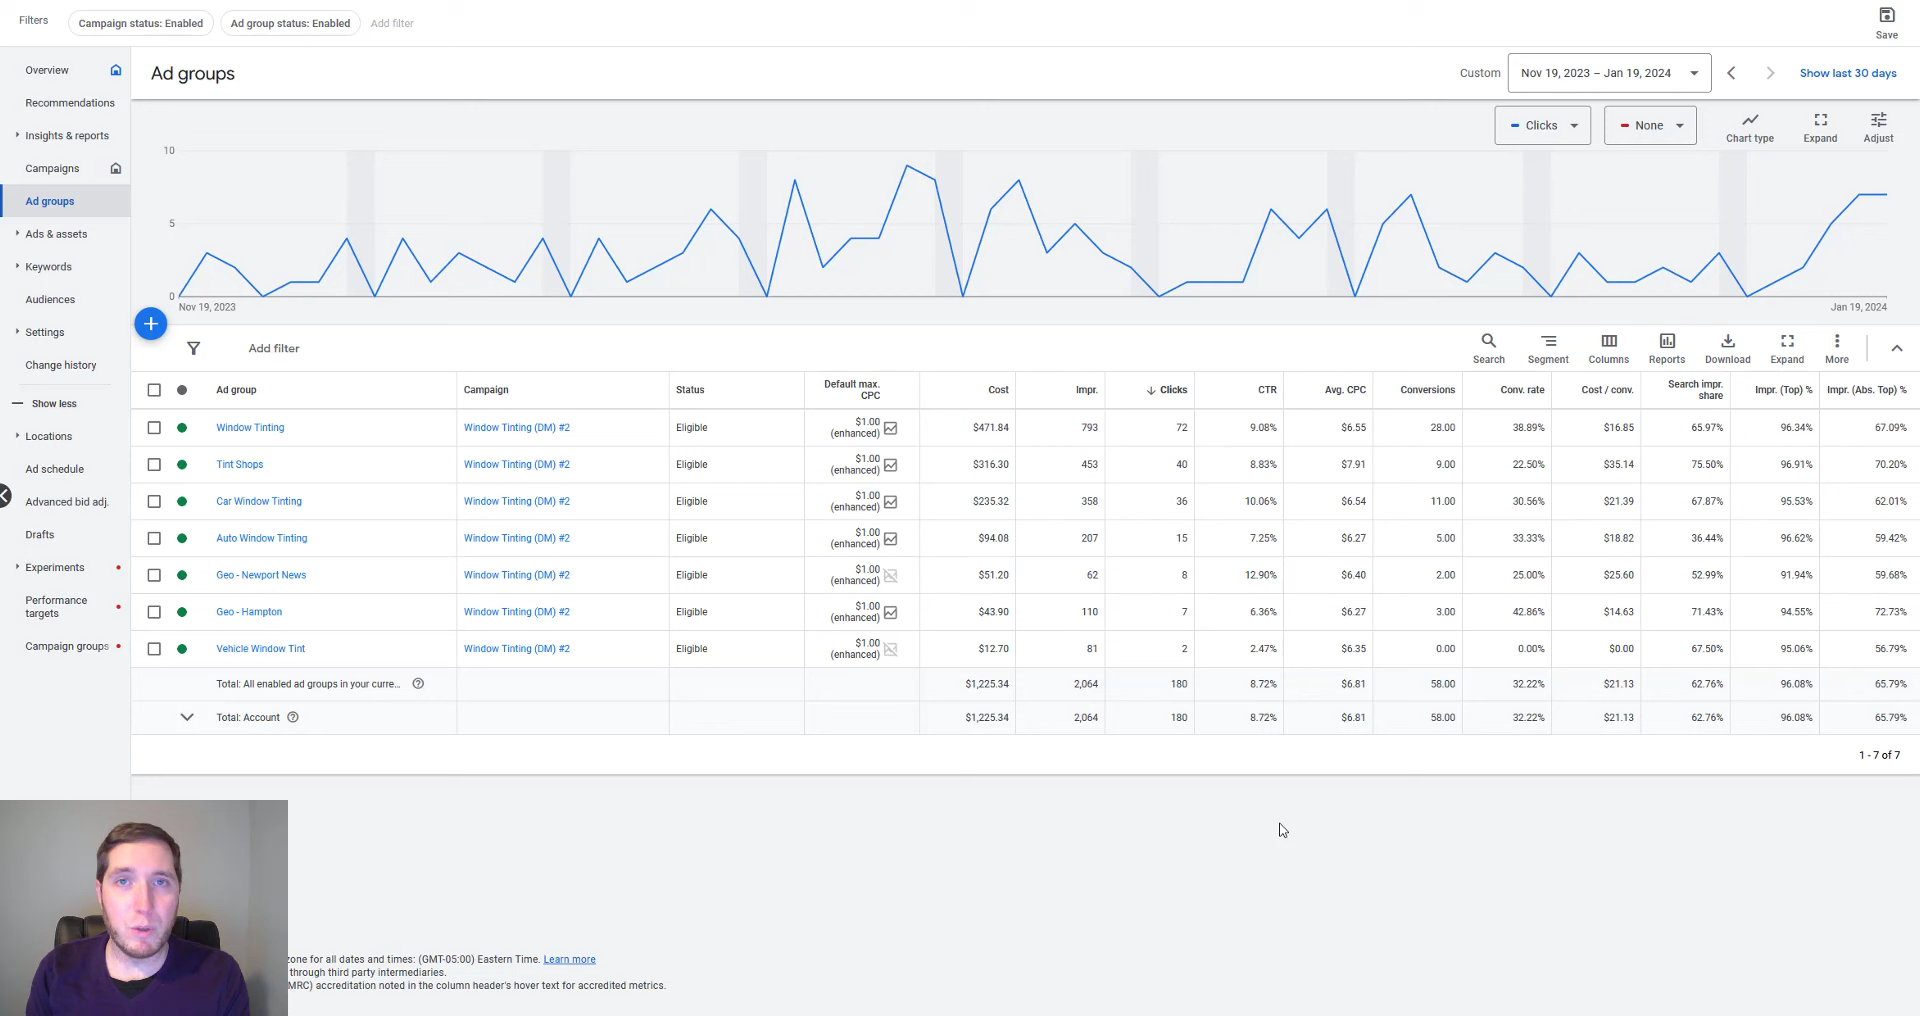 Filters
Campaign status: Enabled
Ad group status: Enabled
Add filter
Save
Overview
Recommendations
Insights & reports
Campaigns
Ad groups
Ads & assets
Keywords
Audiences
Settings
Change history
Show less
Locations
Ad schedule
Advanced bid adj.
Drafts
Experiments
Performance
targets
Campaign groups
Ad groups
Custom
Nov 19, 2023 – Jan 19, 2024
Show last 30 days
Clicks
None
Chart type
Expand
Adjust
10
5
0
Nov 19, 2023
Jan 19, 2024
Add filter
Search
Segment
Columns
Reports
Download
Expand
More
Ad group Campaign Status Default max. CPC Cost Impr. Clicks CTR Avg. CPC Conversions Conv. rate Cost / conv. Search impr. share Impr. (Top) % Impr. (Abs. Top) %
Window Tinting Window Tinting (DM) #2 Eligible $1.00 (enhanced) $471.84 793 72 9.08% $6.55 28.00 38.89% $16.85 65.97% 96.34% 67.09%
Tint Shops Window Tinting (DM) #2 Eligible $1.00 (enhanced) $316.30 453 40 8.83% $7.91 9.00 22.50% $35.14 75.50% 96.91% 70.20%
Car Window Tinting Window Tinting (DM) #2 Eligible $1.00 (enhanced) $235.32 358 36 10.06% $6.54 11.00 30.56% $21.39 67.87% 95.53% 62.01%
Auto Window Tinting Window Tinting (DM) #2 Eligible $1.00 (enhanced) $94.08 207 15 7.25% $6.27 5.00 33.33% $18.82 36.44% 96.62% 59.42%
Geo - Newport News Window Tinting (DM) #2 Eligible $1.00 (enhanced) $51.20 62 8 12.90% $6.40 2.00 25.00% $25.60 52.99% 91.94% 59.68%
Geo - Hampton Window Tinting (DM) #2 Eligible $1.00 (enhanced) $43.90 110 7 6.36% $6.27 3.00 42.86% $14.63 71.43% 94.55% 72.73%
Vehicle Window Tint Window Tinting (DM) #2 Eligible $1.00 (enhanced) $12.70 81 2 2.47% $6.35 0.00 0.00% $0.00 67.50% 95.06% 56.79%
Total: All enabled ad groups in your curre... $1,225.34 2,064 180 8.72% $6.81 58.00 32.22% $21.13 62.76% 96.08% 65.79%
Total: Account $1,225.34 2,064 180 8.72% $6.81 58.00 32.22% $21.13 62.76% 96.08% 65.79%
1 - 7 of 7
zone for all dates and times: (GMT-05:00) Eastern Time. Learn more
through third party intermediaries.
MRC) accreditation noted in the column header's hover text for accredited metrics.